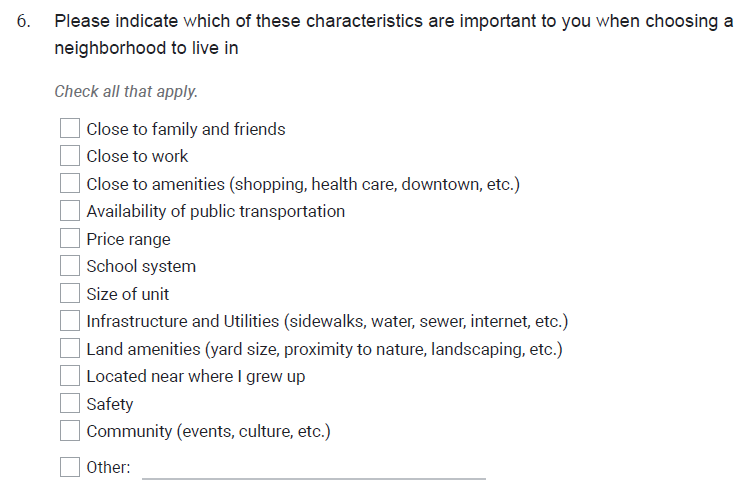 6. Please indicate which of these characteristics are important to you when choosing a
neighborhood to live in
Check all that apply.
Close to family and friends
Close to work
Close to amenities (shopping, health care, downtown, etc.)
Availability of public transportation
Price range
School system
Size of unit
Infrastructure and Utilities (sidewalks, water, sewer, internet, etc.)
Land amenities (yard size, proximity to nature, landscaping, etc.)
Located near where I grew up
Safety
Community (events, culture, etc.)
Other: